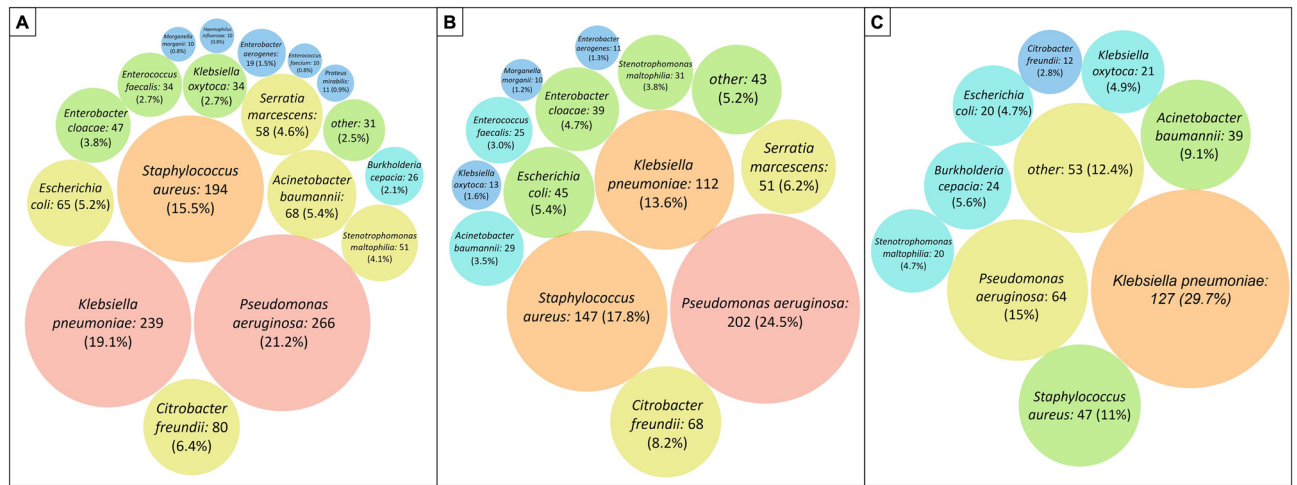 A
Morganella
morganii: 10
(0.8%)
Haemophilus
influenzae: 10
(0.8%)
Enterobacter
aerogenes:
19 (1.5%)
Enterococcus
faecium: 10
(0.8%)
Proteus
mirabilis:
11 (0.9%)
Enterococcus
faecalis: 34
(2.7%)
Klebsiella
oxytoca: 34
(2.7%)
Serratia
marcescens:
58 (4.6%)
Enterobacter
cloacae: 47
(3.8%)
other: 31
(2.5%)
Staphylococcus
aureus: 194
(15.5%)
Burkholderia
cepacia: 26
(2.1%)
Escherichia
coli: 65 (5.2%)
Acinetobacter
baumannii:
68 (5.4%)
Stenotrophomonas
maltophilia: 51
(4.1%)
Klebsiella
pneumoniae: 239
(19.1%)
Pseudomonas
aeruginosa: 266
(21.2%)
Citrobacter
freundii: 80
(6.4%)
B
Enterobacter
aerogenes: 11
(1.3%)
Morganella
morganii: 10
(1.2%)
Stenotrophomonas
maltophilia: 31
(3.8%)
other: 43
(5.2%)
Enterobacter
cloacae: 39
(4.7%)
Enterococcus
faecalis: 25
(3.0%)
Serratia
marcescens:
51 (6.2%)
Klebsiella
pneumoniae: 112
(13.6%)
Klebsiella
oxytoca: 13
(1.6%)
Escherichia
coli: 45
(5.4%)
Acinetobacter
baumannii: 29
(3.5%)
Staphylococcus
aureus: 147 (17.8%)
Pseudomonas aeruginosa:
202 (24.5%)
Citrobacter
freundii: 68
(8.2%)
C
Citrobacter
freundii: 12
(2.8%)
Klebsiella
oxytoca: 21
(4.9%)
Escherichia
coli: 20 (4.7%)
Acinetobacter
baumannii: 39
(9.1%)
other: 53 (12.4%)
Burkholderia
cepacia: 24
(5.6%)
Stenotrophomonas
maltophilia: 20
(4.7%)
Pseudomonas
aeruginosa: 64
(15%)
Klebsiella pneumoniae:
127 (29.7%)
Staphylococcus
aureus: 47 (11%)